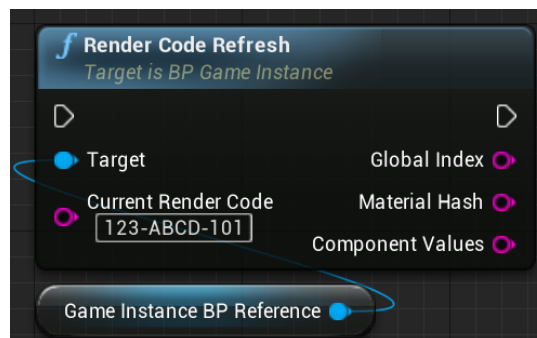 f Render Code Refresh
Target is BP Game Instance
Target
Global Index
Current Render Code
Material Hash
123-ABCD-101
Component Values
Game Instance BP Reference